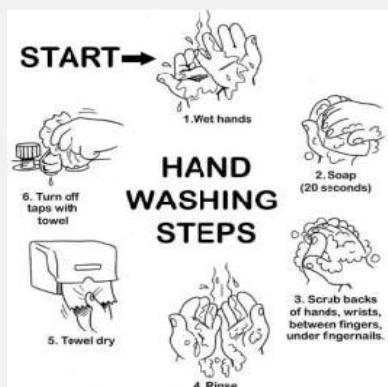 START
1.Wet hands
HAND
WASHING
STEPS
2. Soap
(20 seconds)
3. Scrub backs
of hands, wrists,
between fingers,
under fingernails.
4. Rinse
5. Towel dry
6. Turn off
taps with
towel